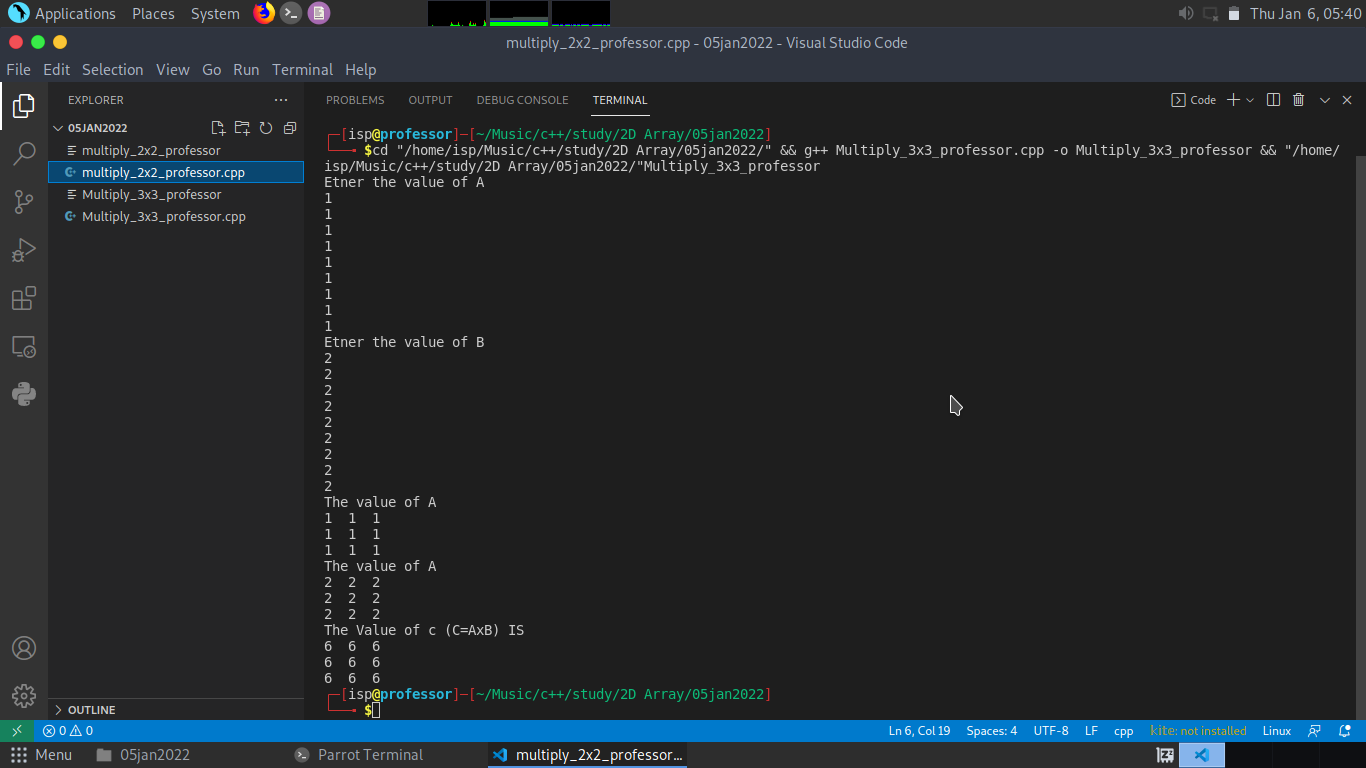 Applications Places System Thu Jan 6, 05:40
multiply_2x2_professor.cpp - 05jan2022 - Visual Studio Code
File Edit Selection View Go Run Terminal Help
EXPLORER
05JAN2022
multiply_2x2_professor
multiply_2x2_professor.cpp
Multiply_3x3_professor
Multiply_3x3_professor.cpp
OUTLINE
PROBLEMS OUTPUT DEBUG CONSOLE TERMINAL Code
┌─[isp@professor]─[~/Music/c++/study/2D Array/05jan2022]
└──╼ $cd "/home/isp/Music/c++/study/2D Array/05jan2022/" && g++ Multiply_3x3_professor.cpp -o Multiply_3x3_professor && "/home/
isp/Music/c++/study/2D Array/05jan2022/"Multiply_3x3_professor
Etner the value of A
1
1
1
1
1
1
1
1
1
Etner the value of B
2
2
2
2
2
2
2
2
2
The value of A
1 1 1
1 1 1
1 1 1
The value of A
2 2 2
2 2 2
2 2 2
The Value of c (C=AxB) IS
6 6 6
6 6 6
6 6 6
┌─[isp@professor]─[~/Music/c++/study/2D Array/05jan2022]
└──╼ $
0 0 Ln 6, Col 19 Spaces: 4 UTF-8 LF cpp kite: not installed Linux
Menu 05jan2022 Parrot Terminal multiply_2x2_professor...